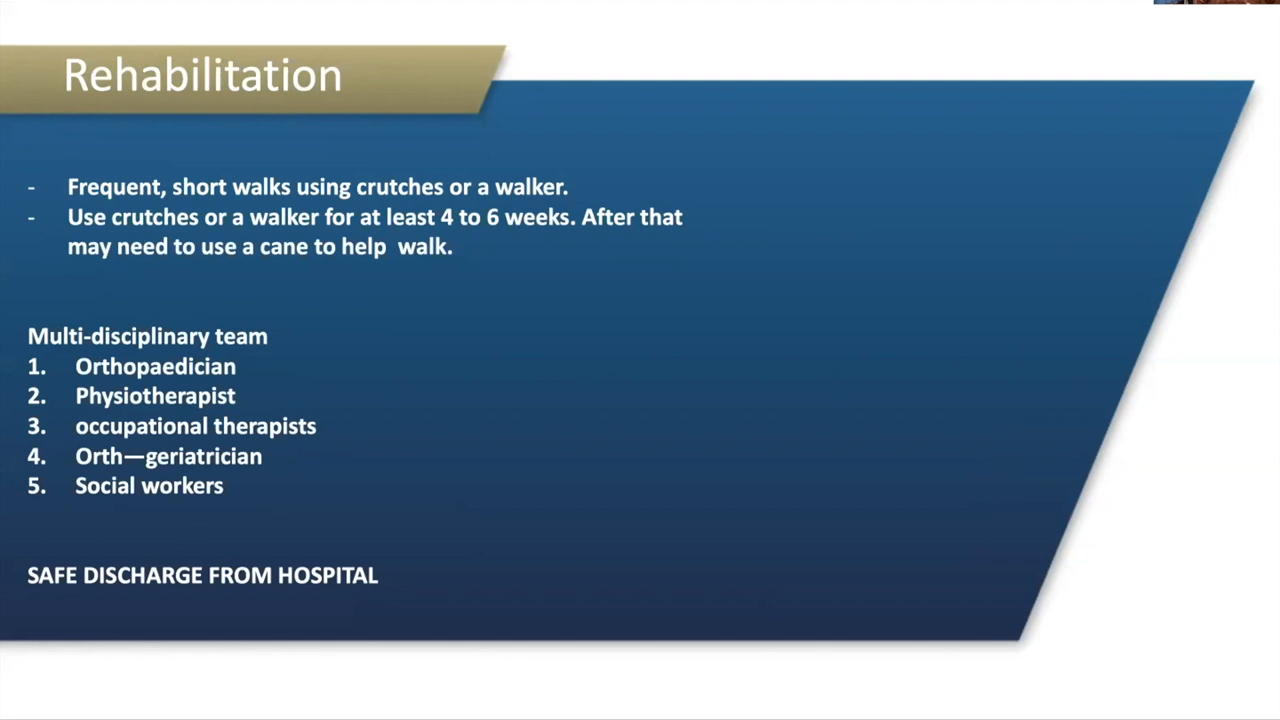 Rehabilitation
- Frequent, short walks using crutches or a walker.
- Use crutches or a walker for at least 4 to 6 weeks. After that
may need to use a cane to help  walk.
Multi-disciplinary team
1. Orthopaedician
2. Physiotherapist
3. occupational therapists
4. Orth—geriatrician
5. Social workers
SAFE DISCHARGE FROM HOSPITAL